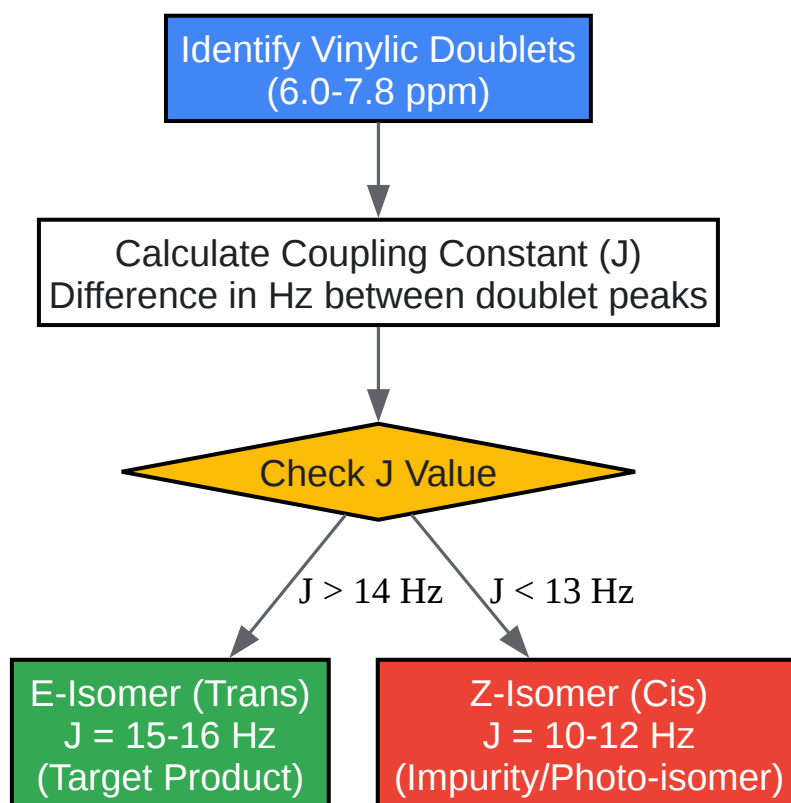 Identify Vinylic Doublets
(6.0-7.8 ppm)
Calculate Coupling Constant (J)
Difference in Hz between doublet peaks
Check J Value
J > 14 Hz
J < 13 Hz
E-Isomer (Trans)
J = 15-16 Hz
(Target Product)
Z-Isomer (Cis)
J = 10-12 Hz
(Impurity/Photo-isomer)